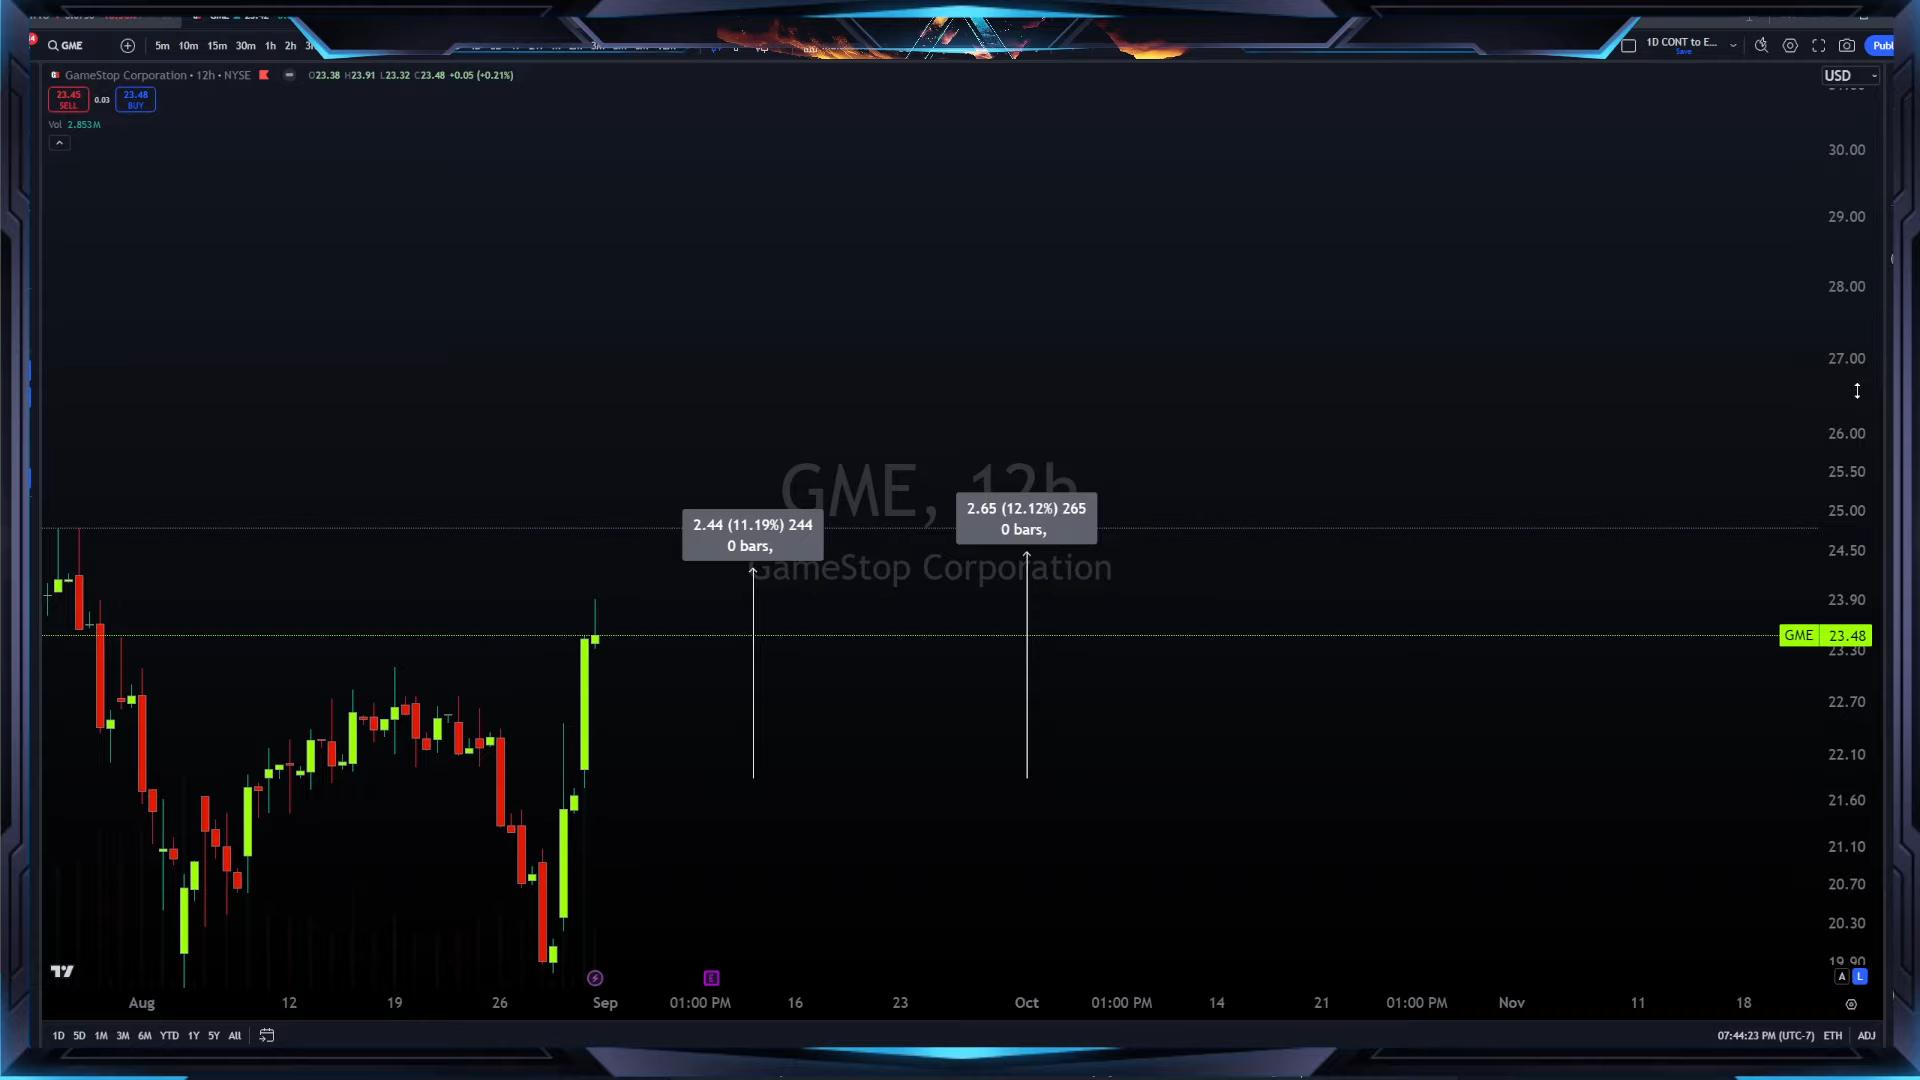 GME
5m 10m 15m 30m 1h 2h
1D CONT to E...
Save
Publ
GameStop Corporation • 12h • NYSE
O23.38 H23.91 L23.32 C23.48 +0.05 (+0.21%)
USD
23.45
SELL
0.03
23.48
BUY
Vol 2.853M
30.00
29.00
28.00
27.00
26.00
25.50
25.00
24.50
23.90
GME 23.48
23.30
22.70
22.10
21.60
21.10
20.70
20.30
19.90
GME, 12h
GameStop Corporation
2.44 (11.19%) 244
0 bars,
2.65 (12.12%) 265
0 bars,
E
A L
Aug 12 19 26 Sep 01:00 PM 16 23 Oct 01:00 PM 14 21 01:00 PM Nov 11 18
1D 5D 1M 3M 6M YTD 1Y 5Y All
07:44:23 PM (UTC-7) ETH ADJ